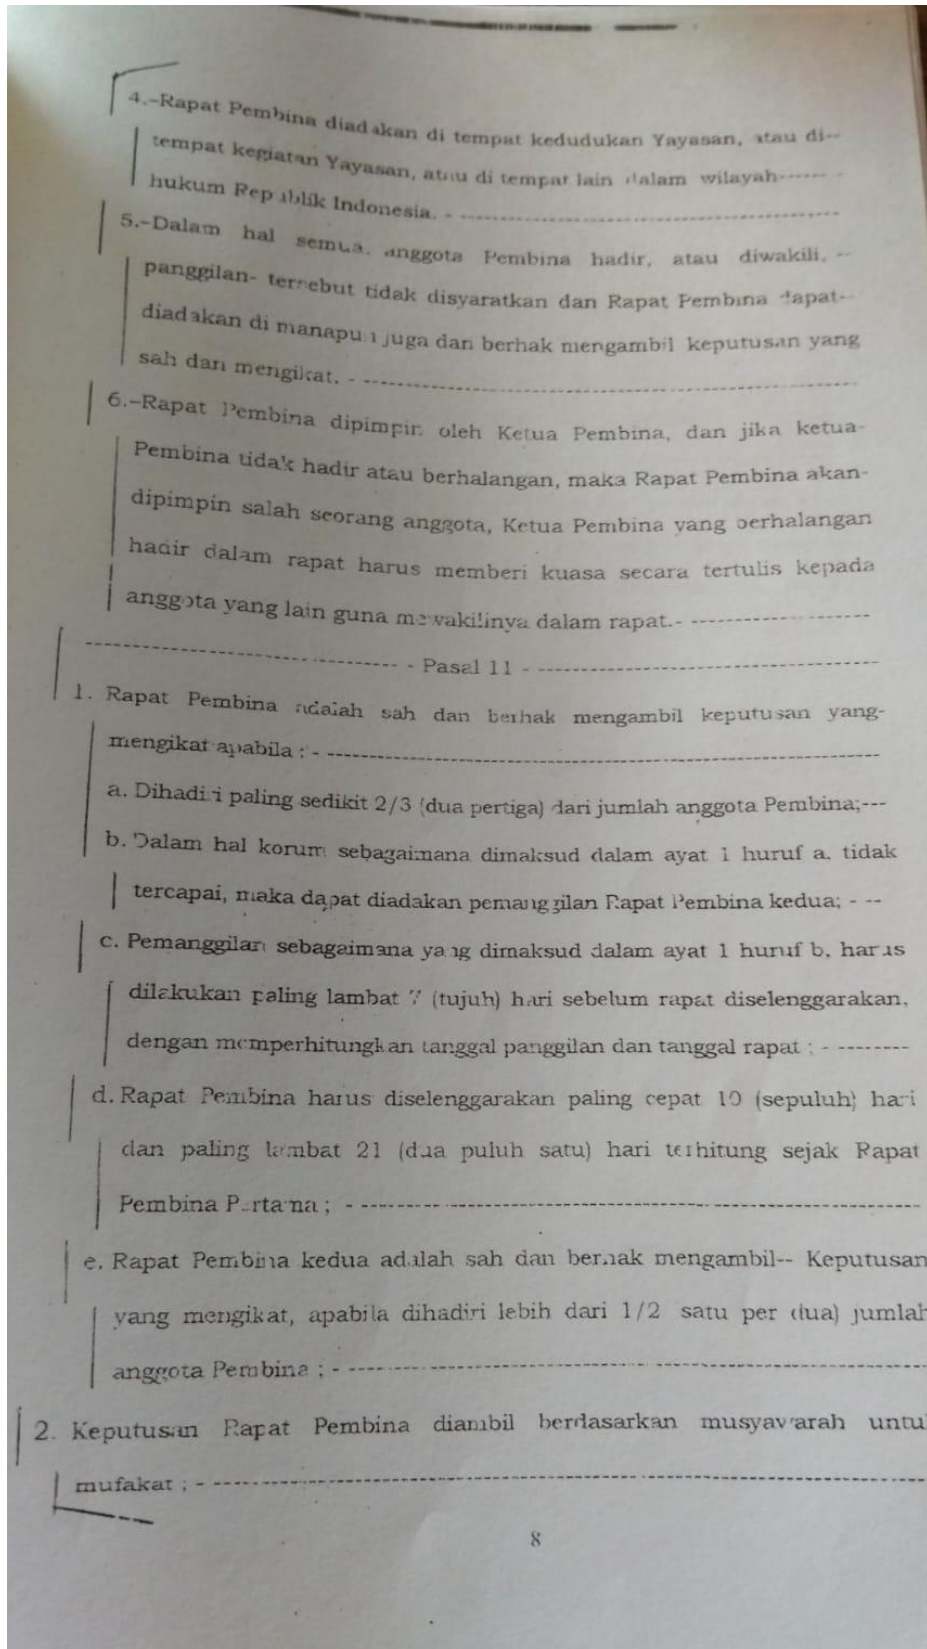 4.-Rapat Pembina diadakan di tempat kedudukan Yayasan, atau di--
tempat kegiatan Yayasan, atau di tempat lain dalam wilayah------ -
hukum Republik Indonesia. - ----------------------------------------
5.-Dalam hal semua anggota Pembina hadir, atau diwakili, --
panggilan- tersebut tidak disyaratkan dan Rapat Pembina dapat--
diadakan di manapun juga dan berhak mengambil keputusan yang
sah dan mengikat. - --------------------------------------------------
6.-Rapat Pembina dipimpin oleh Ketua Pembina, dan jika ketua-
Pembina tidak hadir atau berhalangan, maka Rapat Pembina akan-
dipimpin salah seorang anggota, Ketua Pembina yang berhalangan
hadir dalam rapat harus memberi kuasa secara tertulis kepada
anggota yang lain guna mewakilinya dalam rapat.- -------------------
---------------------------------- - Pasal 11 - ------------------------------------
1. Rapat Pembina adalah sah dan berhak mengambil keputusan yang-
mengikat apabila : - --------------------------------------------------------
a. Dihadiri paling sedikit 2/3 (dua pertiga) dari jumlah anggota Pembina;---
b. Dalam hal korum sebagaimana dimaksud dalam ayat 1 huruf a. tidak
tercapai, maka dapat diadakan pemanggilan Rapat Pembina kedua; - --
c. Pemanggilan sebagaimana yang dimaksud dalam ayat 1 huruf b, harus
dilakukan paling lambat 7 (tujuh) hari sebelum rapat diselenggarakan,
dengan memperhitungkan tanggal panggilan dan tanggal rapat ; - --------
d. Rapat Pembina harus diselenggarakan paling cepat 10 (sepuluh) hari
dan paling lambat 21 (dua puluh satu) hari terhitung sejak Rapat
Pembina Pertama ; - ----------------------------------------------------------
e. Rapat Pembina kedua adalah sah dan berhak mengambil-- Keputusan
yang mengikat, apabila dihadiri lebih dari 1/2 satu per dua) jumlah
anggota Pembina ; - ------------------------------------------------------------
2. Keputusan Rapat Pembina diambil berdasarkan musyawarah untu
mufakat ; - --------------------------------------------------------------------
8